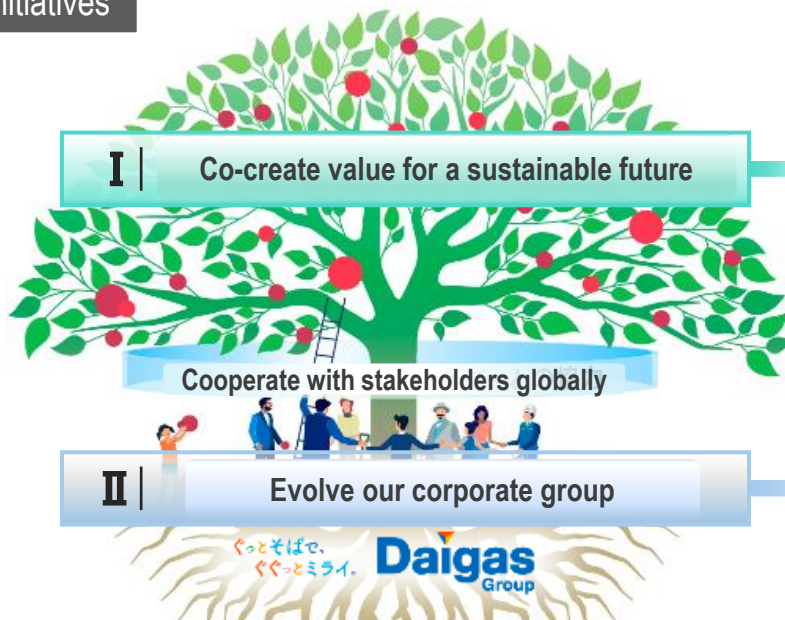 nitiatives
Ⅰ Co-create value for a sustainable future
Cooperate with stakeholders globally
Ⅱ Evolve our corporate group
ぐっとそばで、
ぐぐっとミライ。
Daigas
Group